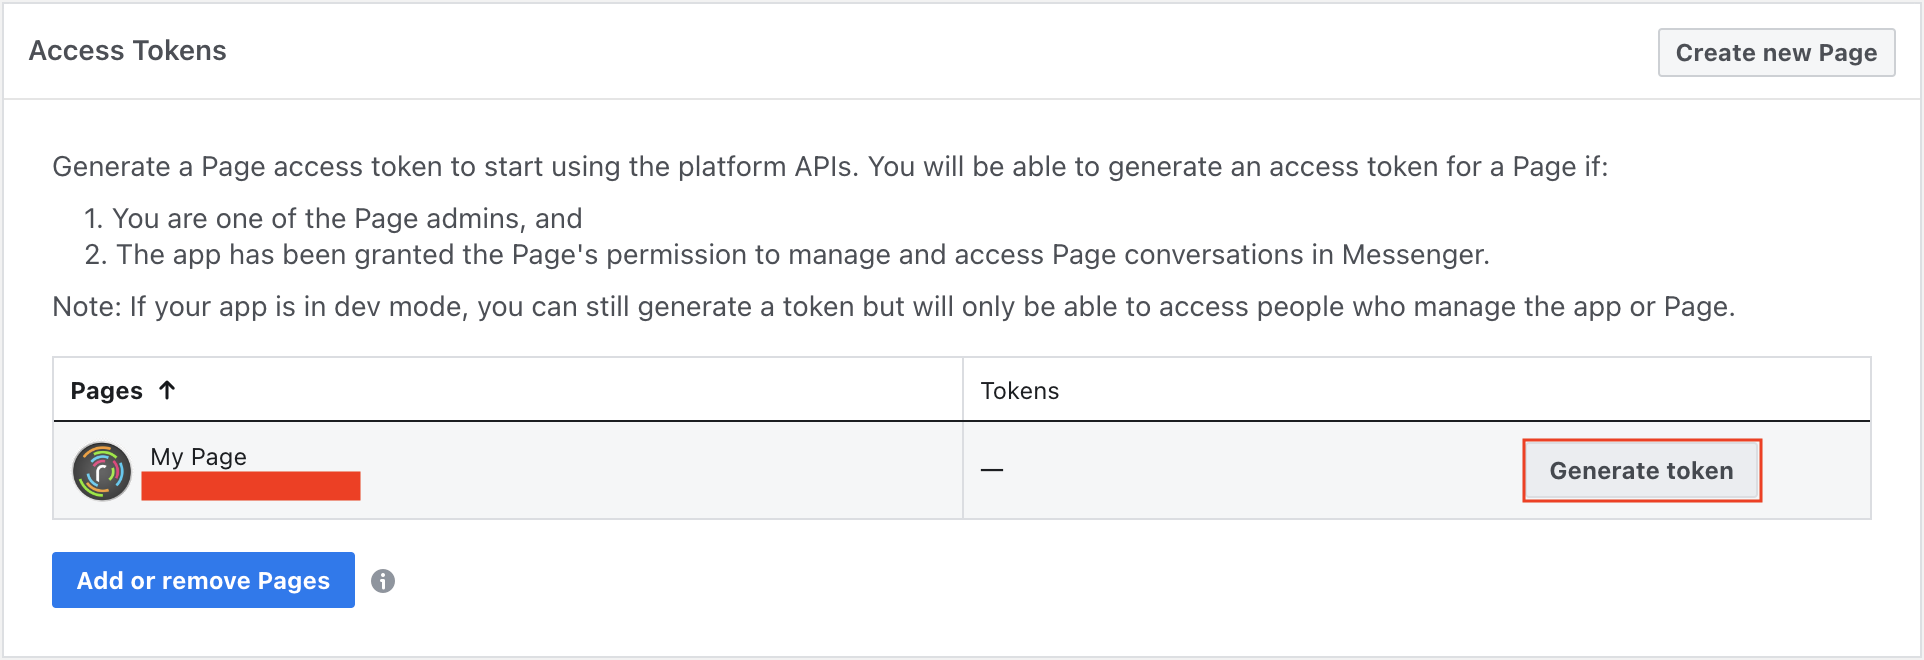 Access Tokens
Create new Page
Generate a Page access token to start using the platform APIs. You will be able to generate an access token for a Page if:
1. You are one of the Page admins, and
2. The app has been granted the Page's permission to manage and access Page conversations in Messenger.
Note: If your app is in dev mode, you can still generate a token but will only be able to access people who manage the app or Page.
Pages ↑
Tokens
My Page
—
Generate token
Add or remove Pages